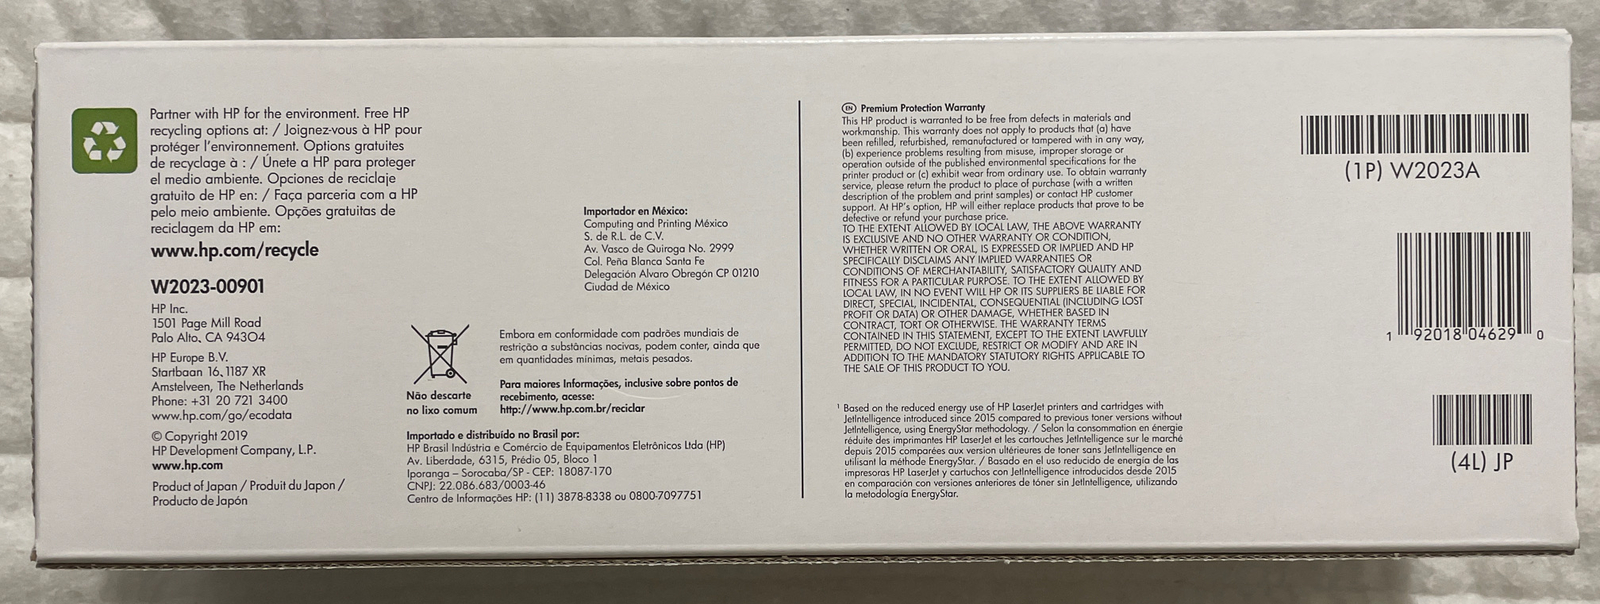 Partner with HP for the environment. Free HP
recycling options at: / Joignez-vous à HP pour
protéger l'environnement. Options gratuites
de recyclage à : / Únete a HP para proteger
el medio ambiente. Opciones de reciclaje
gratuito de HP en: / Faça parceria com a HP
pelo meio ambiente. Opções gratuitas de
reciclagem da HP em:
www.hp.com/recycle
W2023-00901
HP Inc.
1501 Page Mill Road
Palo Alto, CA 94304
HP Europe B.V.
Startbaan 16, 1187 XR
Amstelveen, The Netherlands
Phone: +31 20 721 3400
www.hp.com/go/ecodata
© Copyright 2019
HP Development Company, L.P.
www.hp.com
Product of Japan / Produit du Japon /
Producto de Japón
Importador en México:
Computing and Printing México
S. de R.L. de C.V.
Av. Vasco de Quiroga No. 2999
Col. Peña Blanca Santa Fe
Delegación Alvaro Obregón CP 01210
Ciudad de México
Não descarte
no lixo comum
Embora em conformidade com padrões mundiais de
restrição a substâncias nocivas, podem conter, ainda que
em quantidades mínimas, metais pesados.
Para maiores Informações, inclusive sobre pontos de
recebimento, acesse:
http://www.hp.com.br/reciclar
Importado e distribuído no Brasil por:
HP Brasil Indústria e Comércio de Equipamentos Eletrônicos Ltda (HP)
Av. Liberdade, 6315, Prédio 05, Bloco 1
Iporanga – Sorocaba/SP - CEP: 18087-170
CNPJ: 22.086.683/0003-46
Centro de Informações HP: (11) 3878-8338 ou 0800-7097751
EN Premium Protection Warranty
This HP product is warranted to be free from defects in materials and
workmanship. This warranty does not apply to products that (a) have
been refilled, refurbished, remanufactured or tampered with in any way,
(b) experience problems resulting from misuse, improper storage or
operation outside of the published environmental specifications for the
printer product or (c) exhibit wear from ordinary use. To obtain warranty
service, please return the product to place of purchase (with a written
description of the problem and print samples) or contact HP customer
support. At HP's option, HP will either replace products that prove to be
defective or refund your purchase price.
TO THE EXTENT ALLOWED BY LOCAL LAW, THE ABOVE WARRANTY
IS EXCLUSIVE AND NO OTHER WARRANTY OR CONDITION,
WHETHER WRITTEN OR ORAL, IS EXPRESSED OR IMPLIED AND HP
SPECIFICALLY DISCLAIMS ANY IMPLIED WARRANTIES OR
CONDITIONS OF MERCHANTABILITY, SATISFACTORY QUALITY AND
FITNESS FOR A PARTICULAR PURPOSE. TO THE EXTENT ALLOWED BY
LOCAL LAW, IN NO EVENT WILL HP OR ITS SUPPLIERS BE LIABLE FOR
DIRECT, SPECIAL, INCIDENTAL, CONSEQUENTIAL (INCLUDING LOST
PROFIT OR DATA) OR OTHER DAMAGE, WHETHER BASED IN
CONTRACT, TORT OR OTHERWISE. THE WARRANTY TERMS
CONTAINED IN THIS STATEMENT, EXCEPT TO THE EXTENT LAWFULLY
PERMITTED, DO NOT EXCLUDE, RESTRICT OR MODIFY AND ARE IN
ADDITION TO THE MANDATORY STATUTORY RIGHTS APPLICABLE TO
THE SALE OF THIS PRODUCT TO YOU.
¹ Based on the reduced energy use of HP LaserJet printers and cartridges with
JetIntelligence introduced since 2015 compared to previous toner versions without
JetIntelligence, using EnergyStar methodology. / Selon la consommation en énergie
réduite des imprimantes HP LaserJet et les cartouches JetIntelligence sur le marché
depuis 2015 comparées aux version ultérieures de toner sans JetIntelligence en
utilisant la méthode EnergyStar. / Basado en el uso reducido de energía de las
impresoras HP LaserJet y cartuchos con JetIntelligence introducidos desde 2015
en comparación con versiones anteriores de tóner sin JetIntelligence, utilizando
la metodología EnergyStar.
(1P) W2023A
1 92018 04629 0
(4L) JP